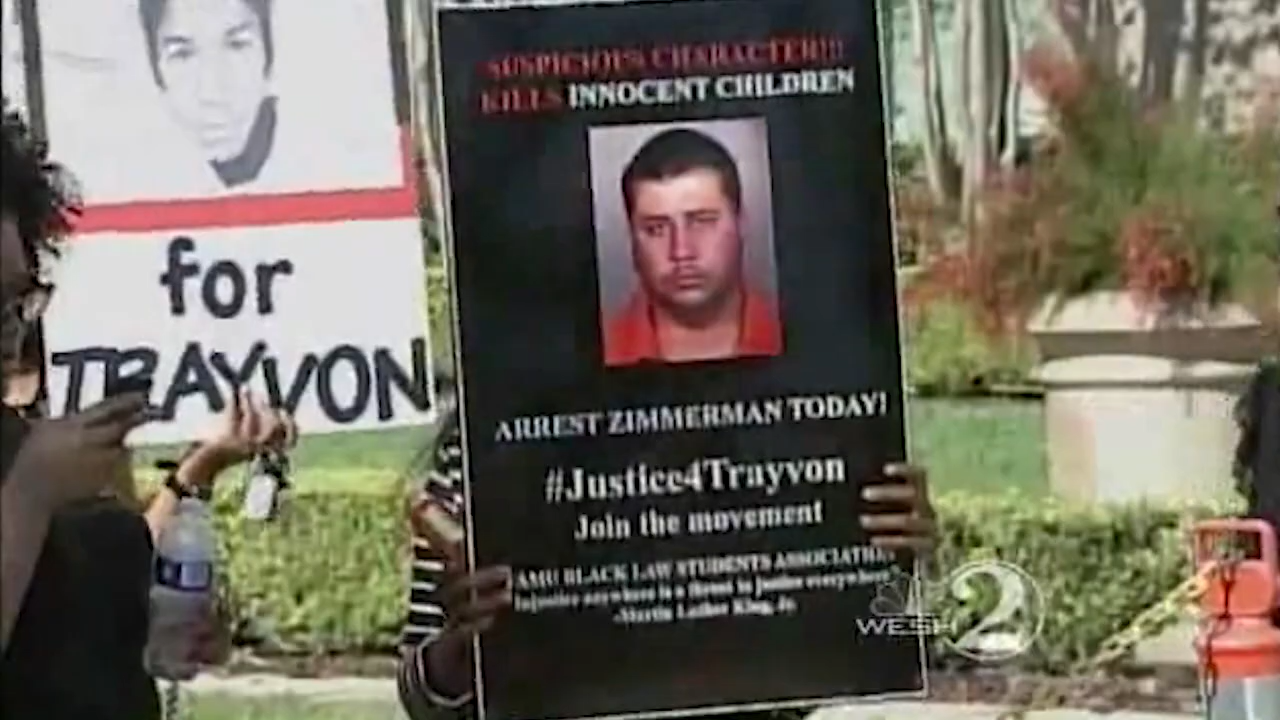 for
TRAYVON
SUSPICIOUS CHARACTER!!!
KILLS INNOCENT CHILDREN
ARREST ZIMMERMAN TODAY!
#Justice4Trayvon
Join the movement
AMU BLACK LAW STUDENTS ASSOCIATION
Injustice anywhere is a threat to justice everywhere"
-Martin Luther King, Jr.
WESH 2